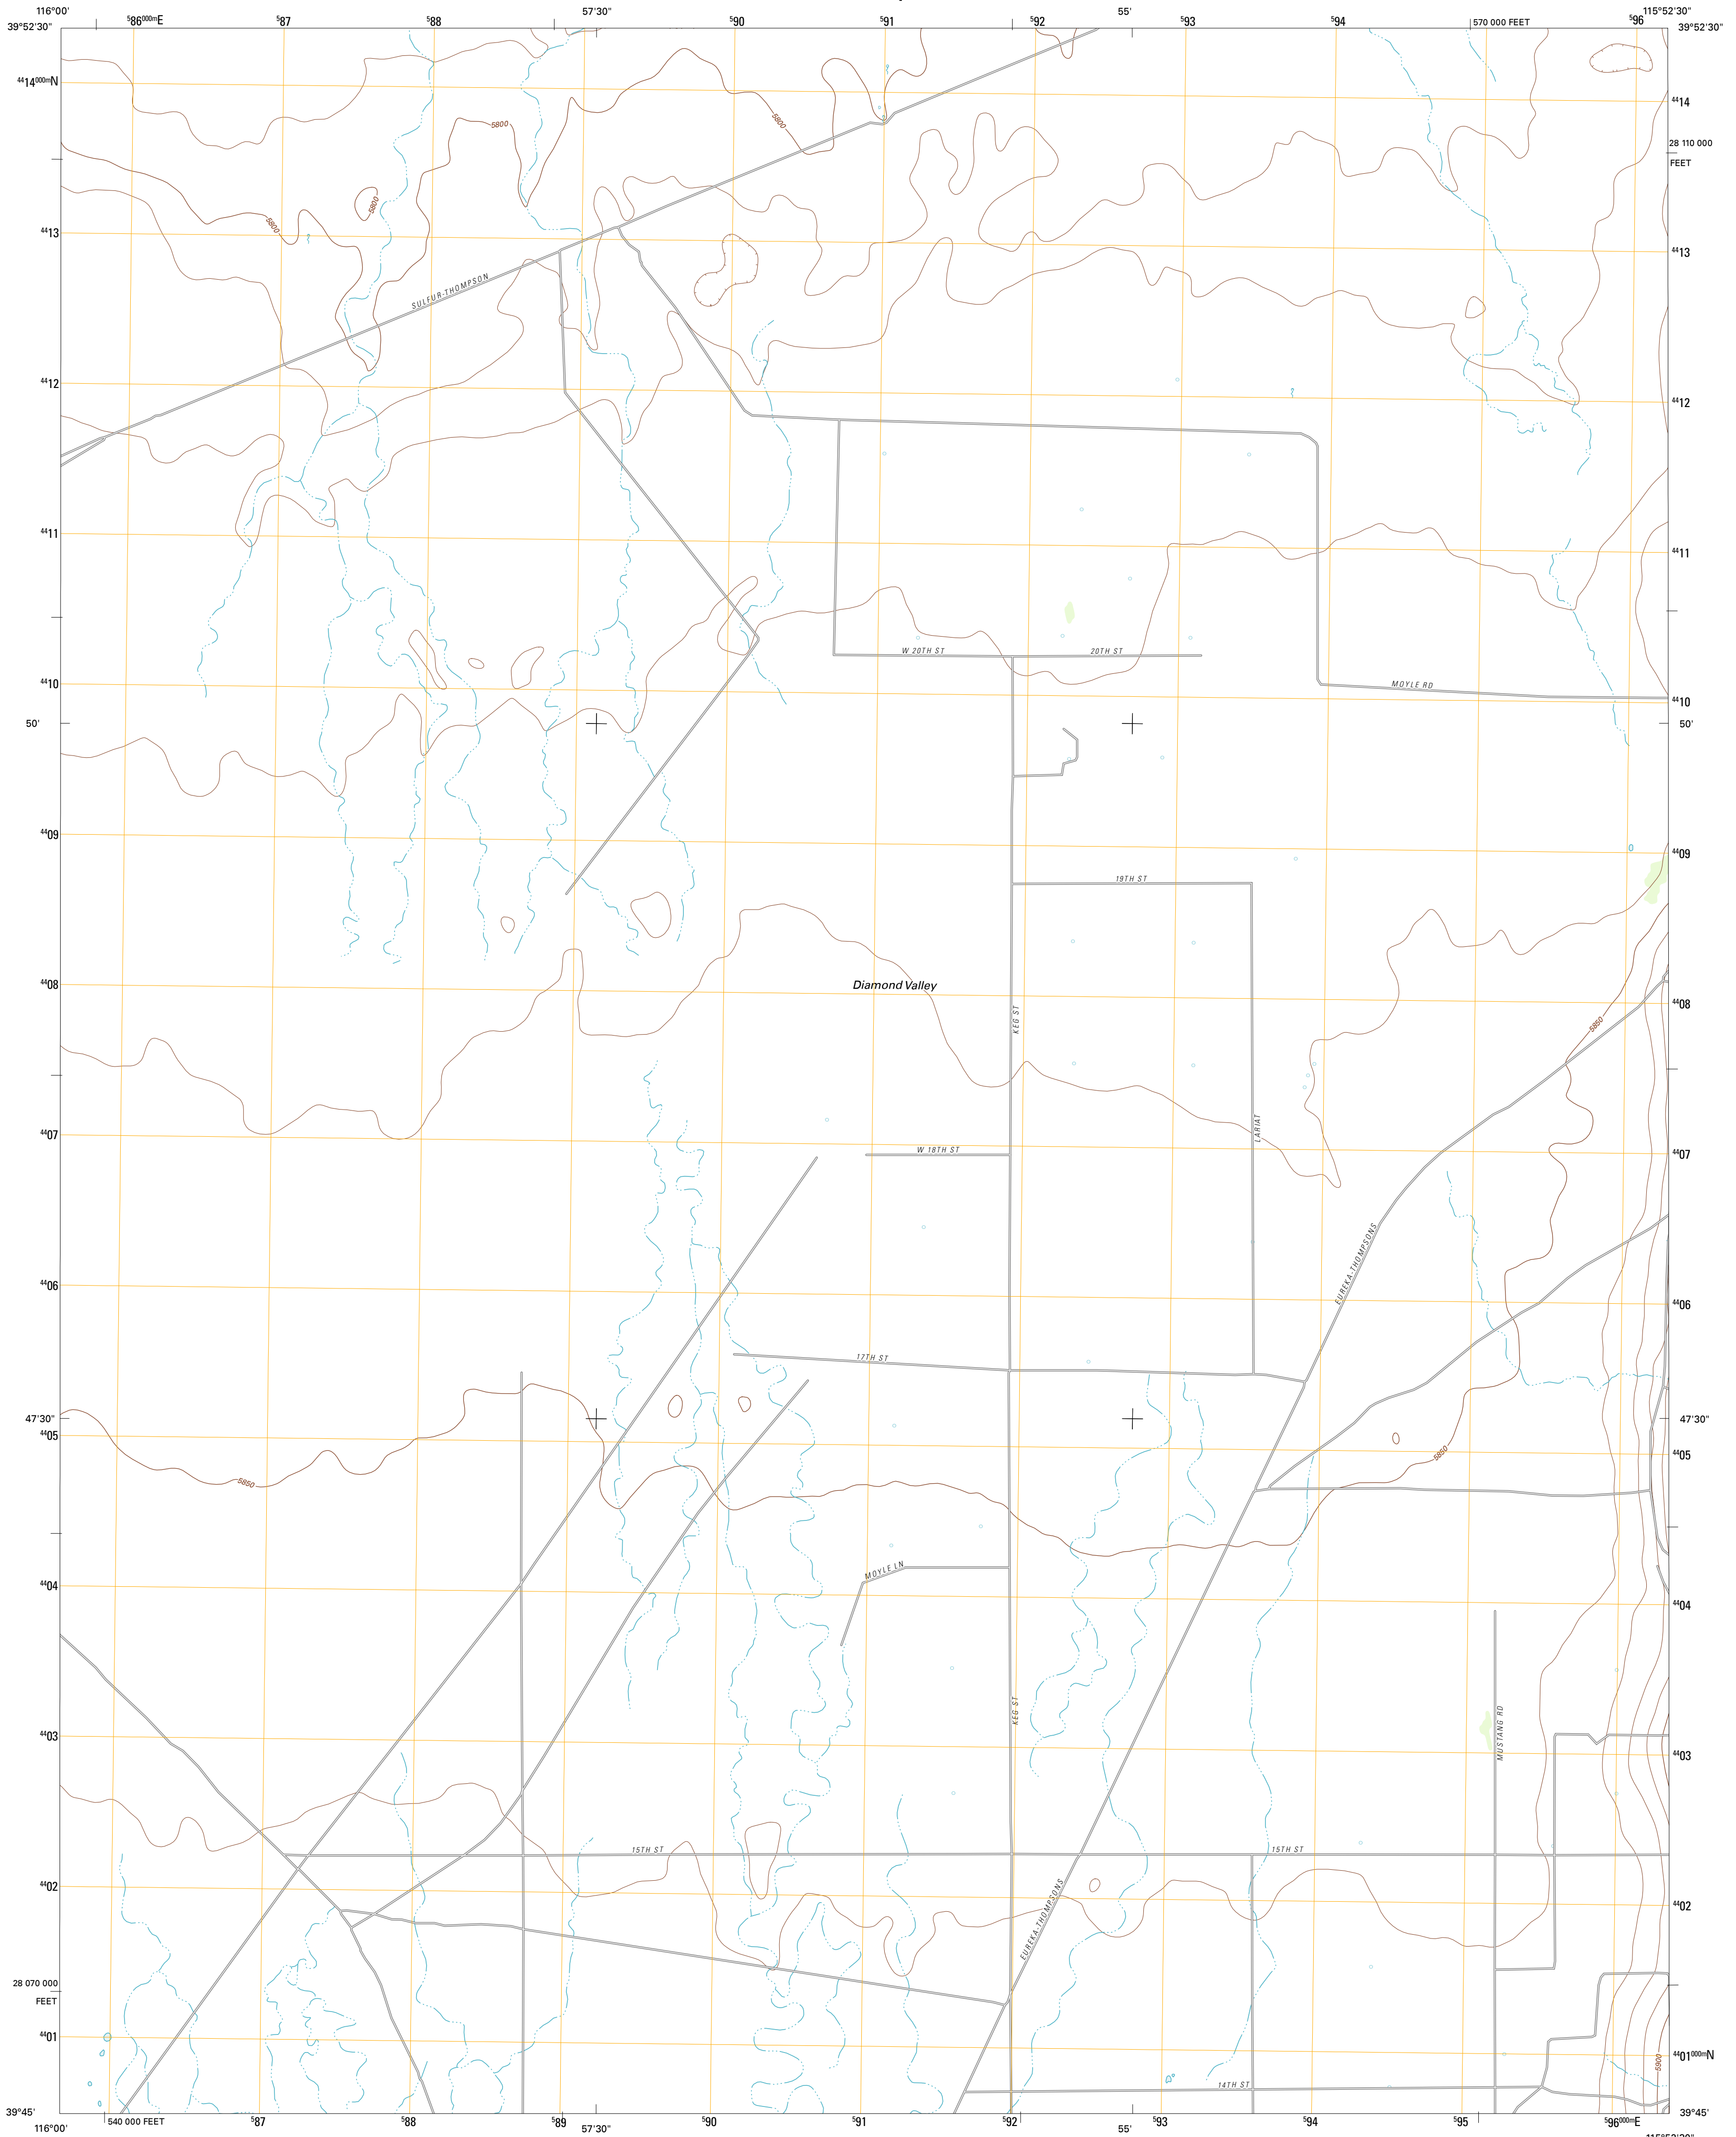 116°00'
⁵86⁰⁰⁰ᵐE
⁵87
⁵88
57'30"
⁵90
⁵91
⁵92
55'
⁵93
⁵94
570 000 FEET
⁵96
115°52'30"
39°52'30"
39°52'30"
⁴⁴14⁰⁰⁰ᵐN
⁴⁴14
5800
5800
28 110 000
FEET
5800
5800
⁴⁴13
⁴⁴13
SULFUR-THOMPSON
⁴⁴12
⁴⁴12
⁴⁴11
⁴⁴11
W 20TH ST
20TH ST
⁴⁴10
MOYLE RD
⁴⁴10
50'
50'
⁴⁴09
⁴⁴09
19TH ST
⁴⁴08
Diamond Valley
⁴⁴08
KEG ST
5850
LARIAT
⁴⁴07
⁴⁴07
W 18TH ST
EUREKA-THOMPSONS
⁴⁴06
⁴⁴06
17TH ST
47'30"
47'30"
⁴⁴05
⁴⁴05
5850
5850
MOYLE LN
⁴⁴04
⁴⁴04
KEG ST
MUSTANG RD
⁴⁴03
⁴⁴03
15TH ST
15TH ST
⁴⁴02
⁴⁴02
EUREKA-THOMPSONS
28 070 000
FEET
⁴⁴01
⁴⁴01⁰⁰⁰ᵐN
5900
14TH ST
39°45'
39°45'
116°00'
540 000 FEET
⁵87
⁵88
⁵89
57'30"
⁵90
⁵91
⁵92
55'
⁵93
⁵94
⁵95
⁵96⁰⁰⁰ᵐE
115°52'30"